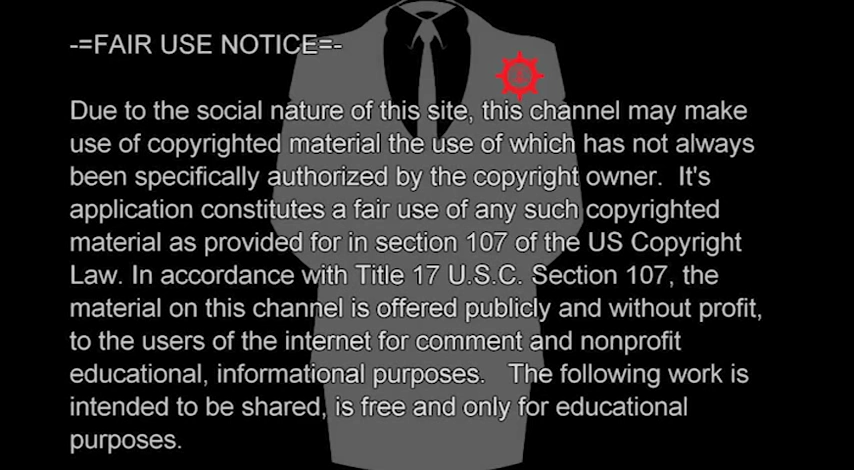 -=FAIR USE NOTICE=-
Due to the social nature of this site, this channel may make
use of copyrighted material the use of which has not always
been specifically authorized by the copyright owner.  It's
application constitutes a fair use of any such copyrighted
material as provided for in section 107 of the US Copyright
Law. In accordance with Title 17 U.S.C. Section 107, the
material on this channel is offered publicly and without profit,
to the users of the internet for comment and nonprofit
educational, informational purposes.   The following work is
intended to be shared, is free and only for educational
purposes.